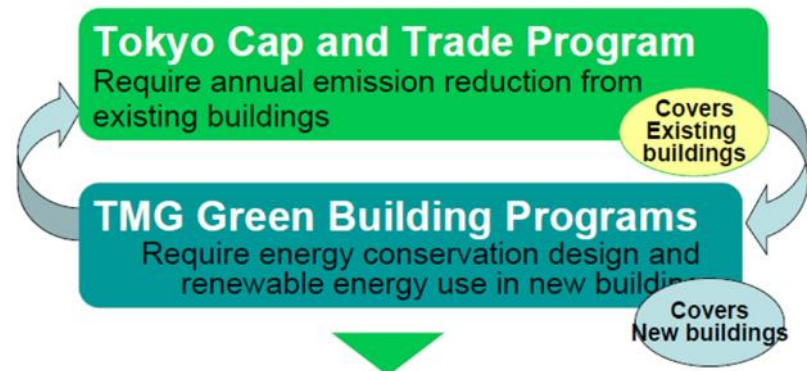 Tokyo Cap and Trade Program
Require annual emission reduction from
existing buildings
Covers
Existing
buildings
TMG Green Building Programs
Require energy conservation design and
renewable energy use in new building
Covers
New buildings